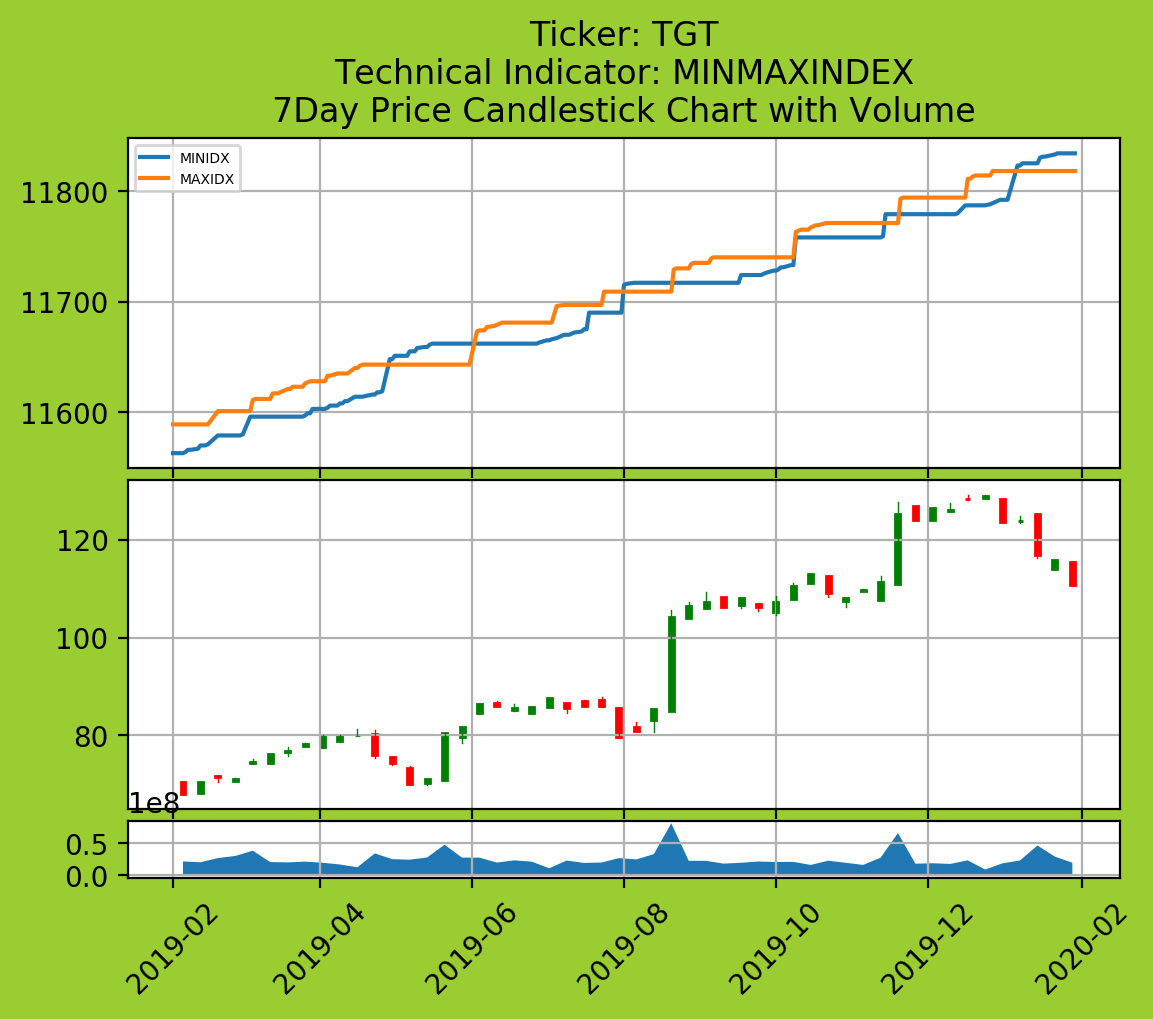 Ticker: TGT
Technical Indicator: MINMAXINDEX
7Day Price Candlestick Chart with Volume
MINIDX
MAXIDX
11800
11700
11600
120
100
80
1e8
0.5
0.0
2019-02
2019-04
2019-06
2019-08
2019-10
2019-12
2020-02